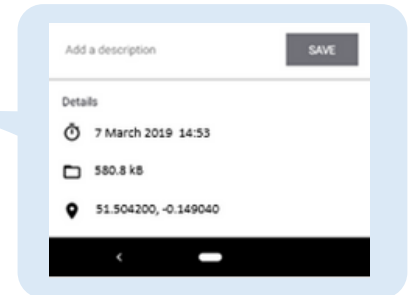 Add a description
SAVE
Details
7 March 2019 14:53
580.8 kB
51.504200, -0.149040